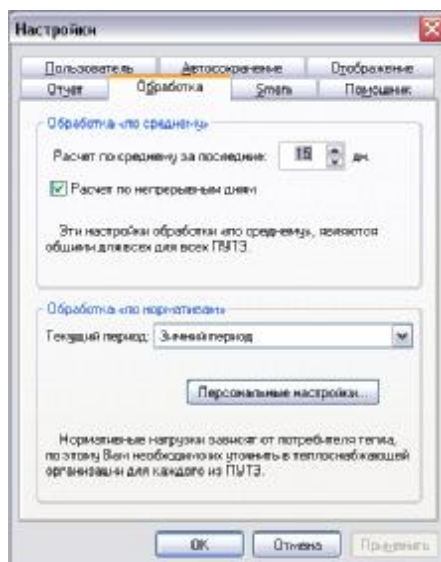 Настройки
Пользователь
Автосохранение
Отображение
Отчет
Обработка
Smeta
Помощник
Обработка «по среднему»
Расчет по среднему за последние: 15 дн.
Расчет по непрерывным дням
Эти настройки обработки «по среднему», являются
общими для всех для всех ПУТЭ.
Обработка «по нормативам»
Текущий период: Зимний период
Персональные настройки...
Нормативные нагрузки зависят от потребителя тепла,
по этому Вам необходимо их уточнить в теплоснабжающей
организации для каждого из ПУТЭ.
OK
Отмена
Применить